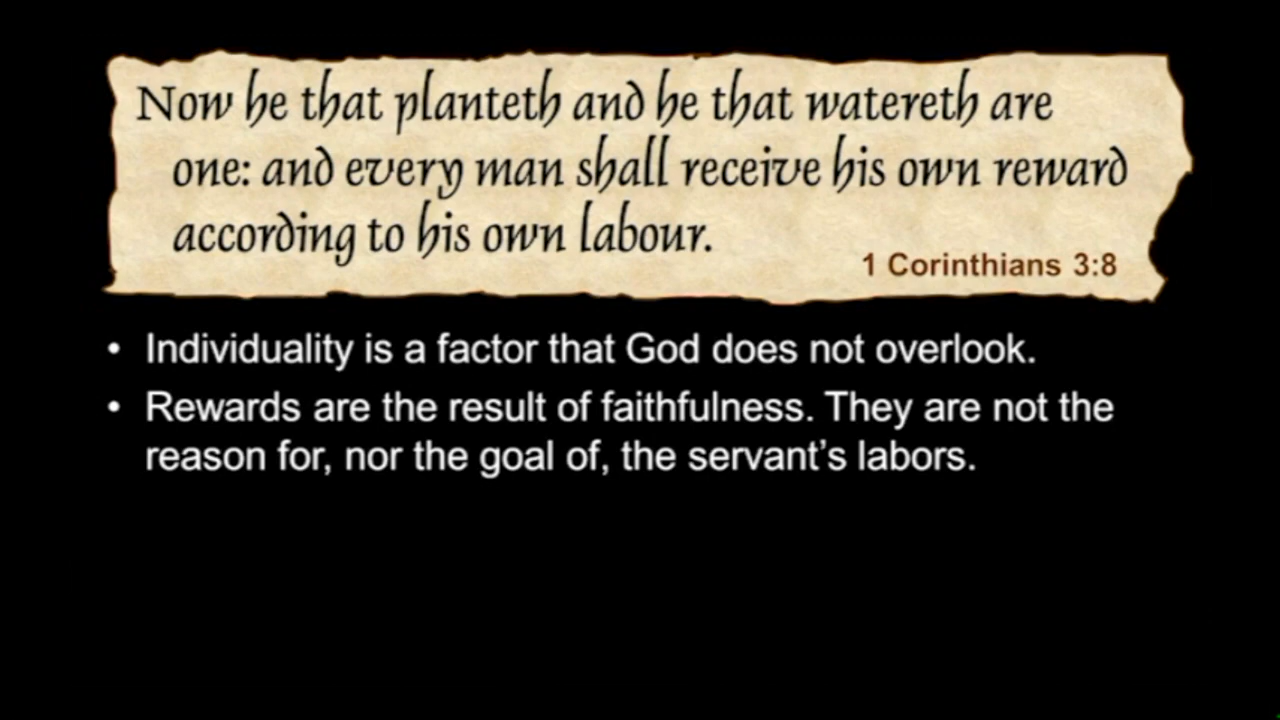 Now he that planteth and he that watereth are
one: and every man shall receive his own reward
according to his own labour.
1 Corinthians 3:8
• Individuality is a factor that God does not overlook.
• Rewards are the result of faithfulness. They are not the
reason for, nor the goal of, the servant’s labors.